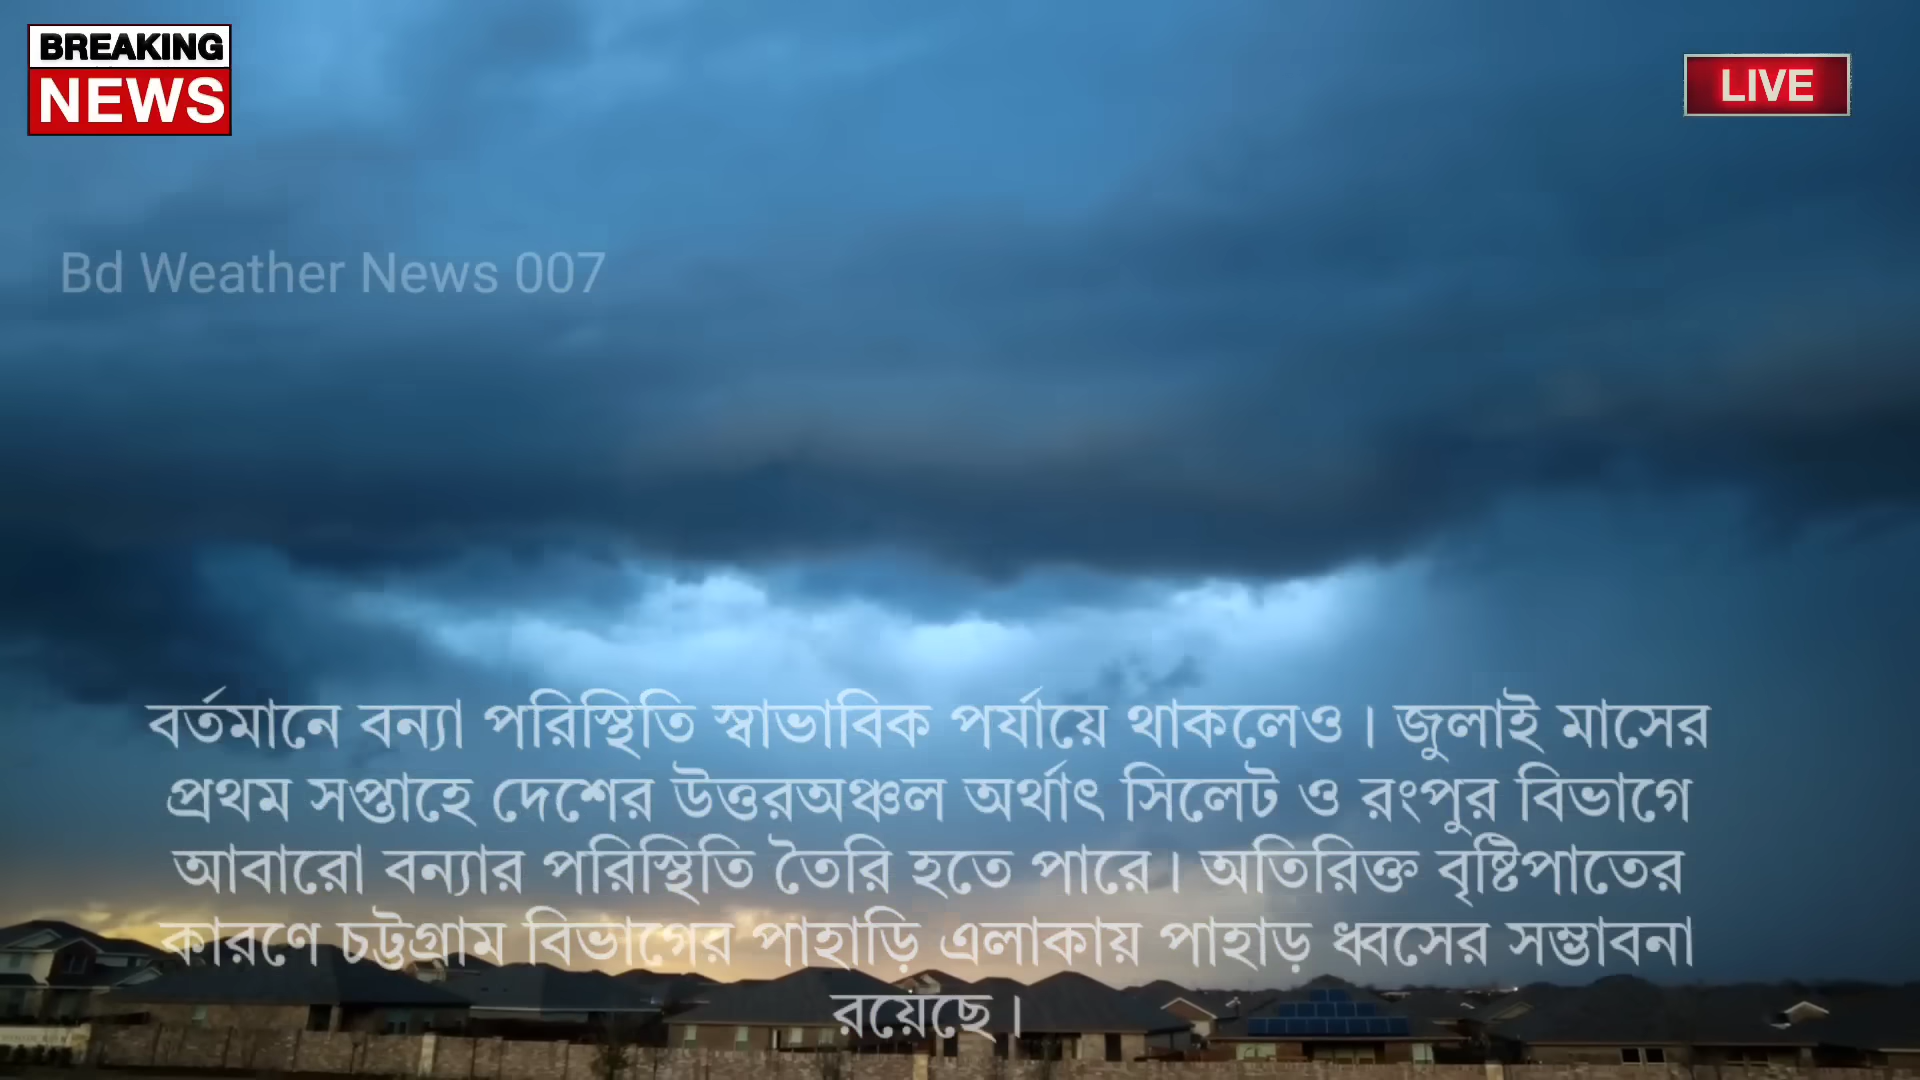 BREAKING
NEWS
LIVE
Bd Weather News 007
বর্তমানে বন্যা পরিস্থিতি স্বাভাবিক পর্যায়ে থাকলেও। জুলাই মাসের
প্রথম সপ্তাহে দেশের উত্তরঅঞ্চল অর্থাৎ সিলেট ও রংপুর বিভাগে
আবারো বন্যার পরিস্থিতি তৈরি হতে পারে। অতিরিক্ত বৃষ্টিপাতের
কারণে চট্টগ্রাম বিভাগের পাহাড়ি এলাকায় পাহাড় ধ্বসের সম্ভাবনা
রয়েছে।